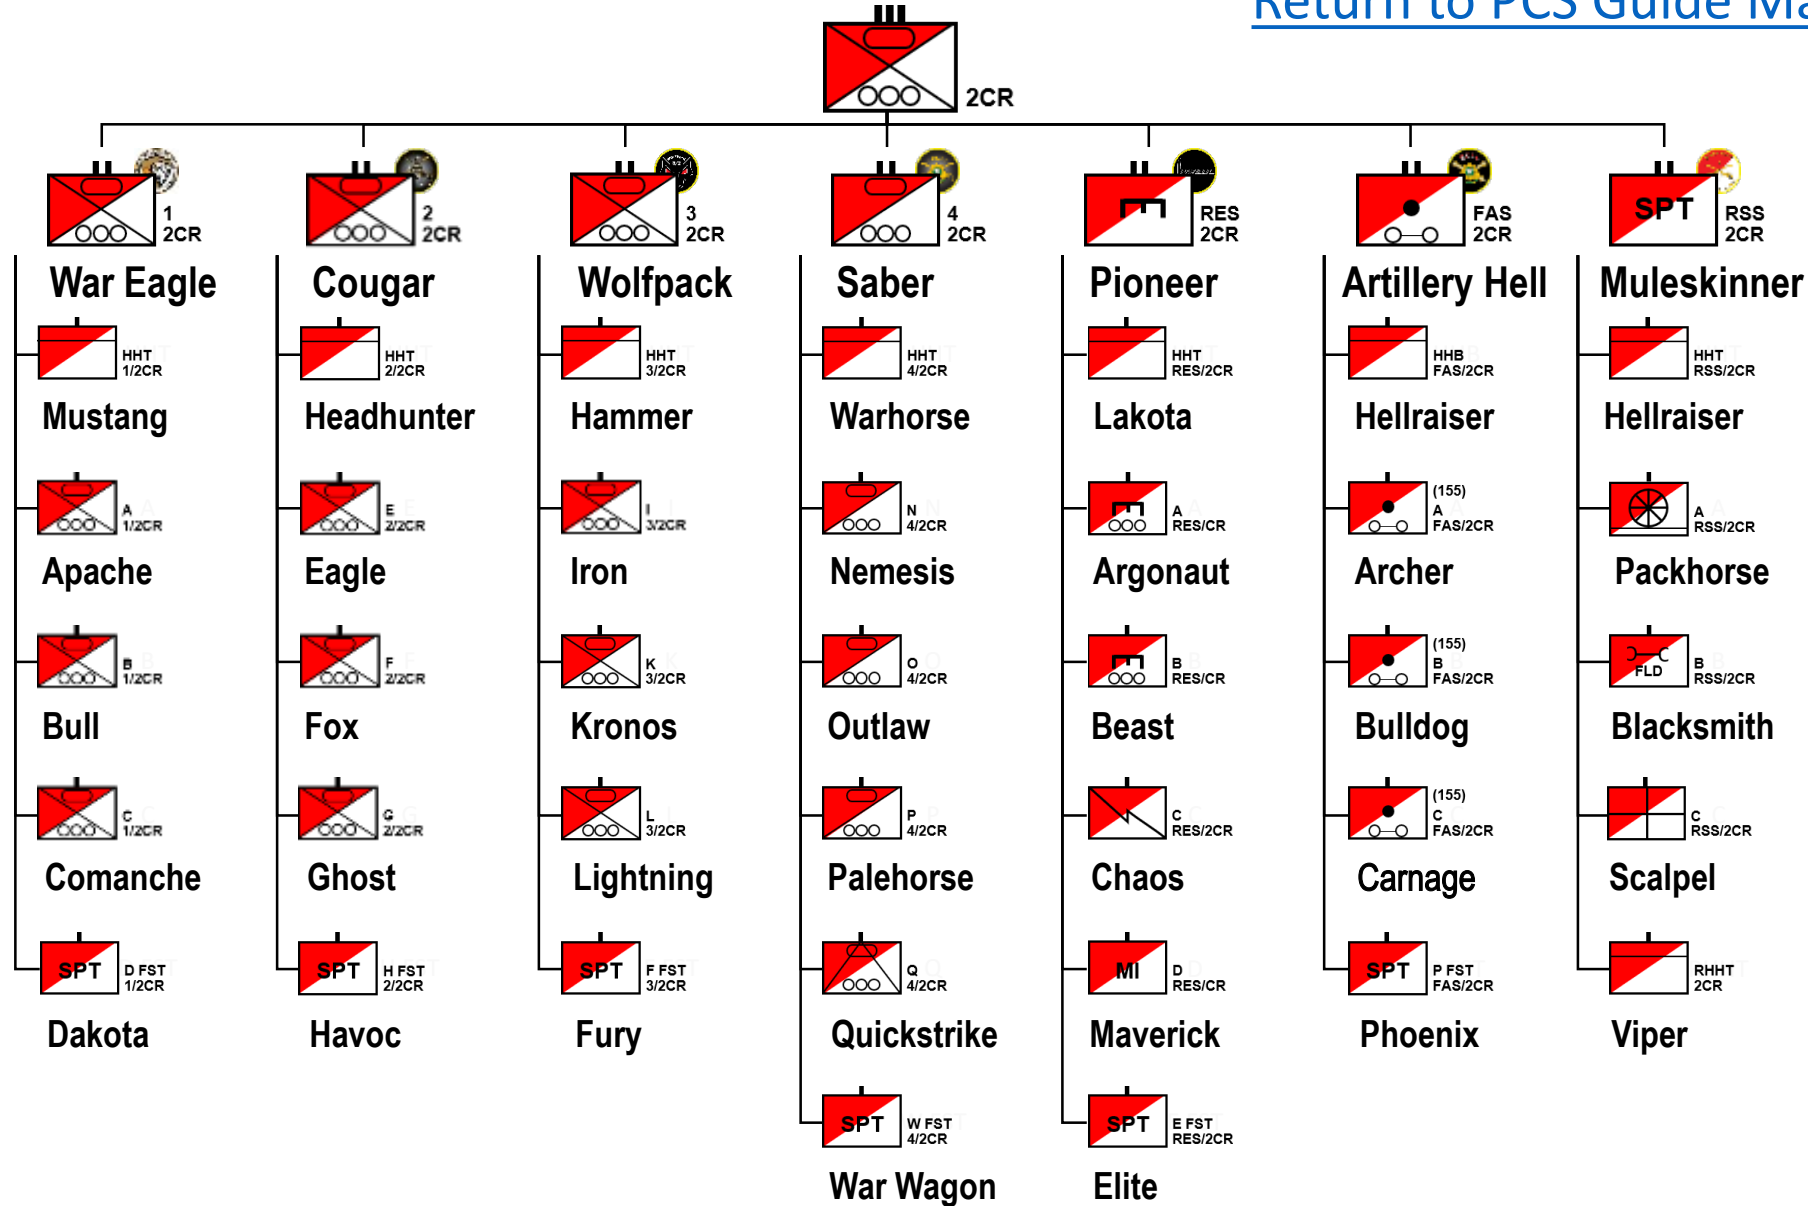 Return to PCS Guide Ma
2CR
1
2CR
2
2CR
3
2CR
4
2CR
RES
2CR
FAS
2CR
SPT
RSS
2CR
War Eagle
Cougar
Wolfpack
Saber
Pioneer
Artillery Hell
Muleskinner
HHT
1/2CR
HHT
2/2CR
HHT
3/2CR
HHT
4/2CR
HHT
RES/2CR
HHB
FAS/2CR
HHT
RSS/2CR
Mustang
Headhunter
Hammer
Warhorse
Lakota
Hellraiser
Hellraiser
A
1/2CR
E
2/2CR
I
3/2CR
N
4/2CR
A
RES/CR
(155)
A
FAS/2CR
A
RSS/2CR
Apache
Eagle
Iron
Nemesis
Argonaut
Archer
Packhorse
B
1/2CR
F
2/2CR
K
3/2CR
O
4/2CR
B
RES/CR
(155)
B
FAS/2CR
FLD
B
RSS/2CR
Bull
Fox
Kronos
Outlaw
Beast
Bulldog
Blacksmith
C
1/2CR
G
2/2CR
L
3/2CR
P
4/2CR
C
RES/2CR
(155)
C
FAS/2CR
C
RSS/2CR
Comanche
Ghost
Lightning
Palehorse
Chaos
Carnage
Scalpel
SPT
D FST
1/2CR
SPT
H FST
2/2CR
SPT
F FST
3/2CR
Q
4/2CR
MI
D
RES/CR
SPT
P FST
FAS/2CR
RHHT
2CR
Dakota
Havoc
Fury
Quickstrike
Maverick
Phoenix
Viper
SPT
W FST
4/2CR
SPT
E FST
RES/2CR
War Wagon
Elite